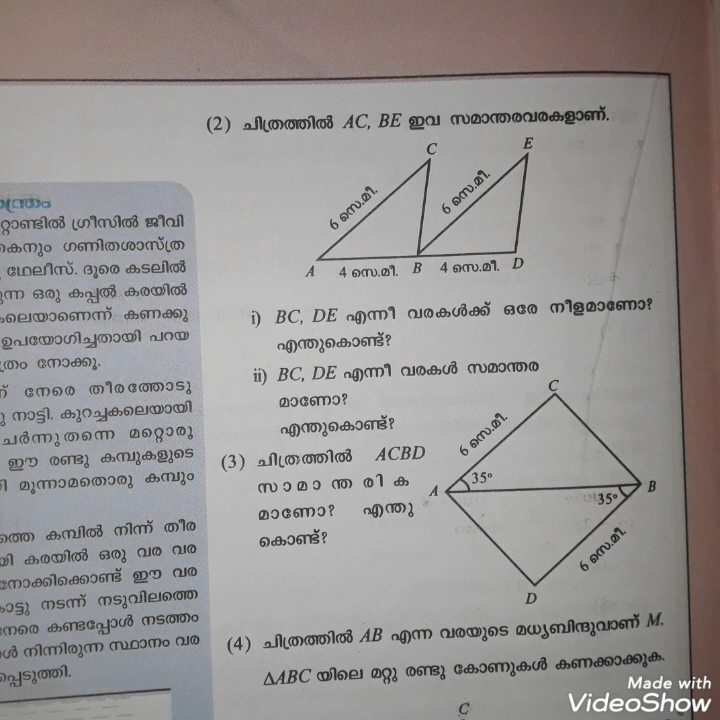 (2) ചിത്രത്തിൽ AC, BE ഇവ സമാന്തരവരകളാണ്.
C
E
6 സെ.മീ.
6 സെ.മീ.
A 4 സെ.മീ. B 4 സെ.മീ. D
i) BC, DE എന്നീ വരകൾക്ക് ഒരേ നീളമാണോ?
എന്തുകൊണ്ട്?
ii) BC, DE എന്നീ വരകൾ സമാന്തര
മാണോ?
എന്തുകൊണ്ട്?
(3) ചിത്രത്തിൽ ACBD
സാമാന്തരിക
മാണോ? എന്തു
കൊണ്ട്?
C
6 സെ.മീ.
A
35°
35°
B
6 സെ.മീ.
D
(4) ചിത്രത്തിൽ AB എന്ന വരയുടെ മധ്യബിന്ദുവാണ് M.
ΔABC യിലെ മറ്റു രണ്ടു കോണുകൾ കണക്കാക്കുക.
C
റ്റാണ്ടിൽ ഗ്രീസിൽ ജീവി
കനും ഗണിതശാസ്ത്ര
ഥേലീസ്. ദൂരെ കടലിൽ
ന്ന ഒരു കപ്പൽ കരയിൽ
കലെയാണെന്ന് കണക്കു
ഉപയോഗിച്ചതായി പറയ
ത്രം നോക്കൂ.
ന് നേരെ തീരത്തോടു
നാട്ടി. കുറച്ചകലെയായി
ചേർന്നുതന്നെ മറ്റൊരു
ഈ രണ്ടു കമ്പുകളുടെ
മൂന്നാമതൊരു കമ്പും
ത്തെ കമ്പിൽ നിന്ന് തീര
യി കരയിൽ ഒരു വര വര
നോക്കിക്കൊണ്ട് ഈ വര
ട്ടു നടന്ന് നടുവിലത്തെ
നേരെ കണ്ടപ്പോൾ നടത്തം
ൾ നിന്നിരുന്ന സ്ഥാനം വര
പ്പെടുത്തി.
Made with
VideoShow